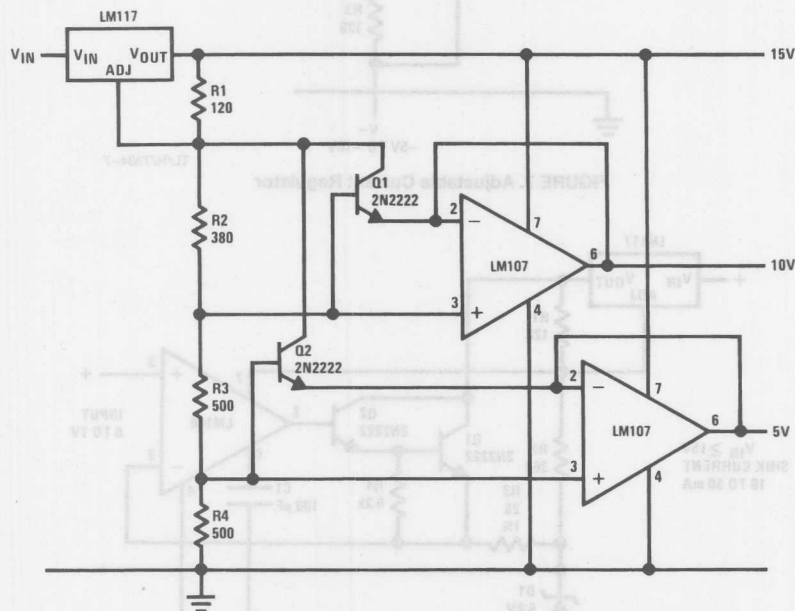 LM117
V_IN
V_IN
V_OUT
ADJ
15V
R1
120
R2
380
Q1
2N2222
2
−
7
6
LM107
10V
3
+
4
R3
500
Q2
2N2222
2
−
7
6
LM107
5V
3
+
4
R4
500